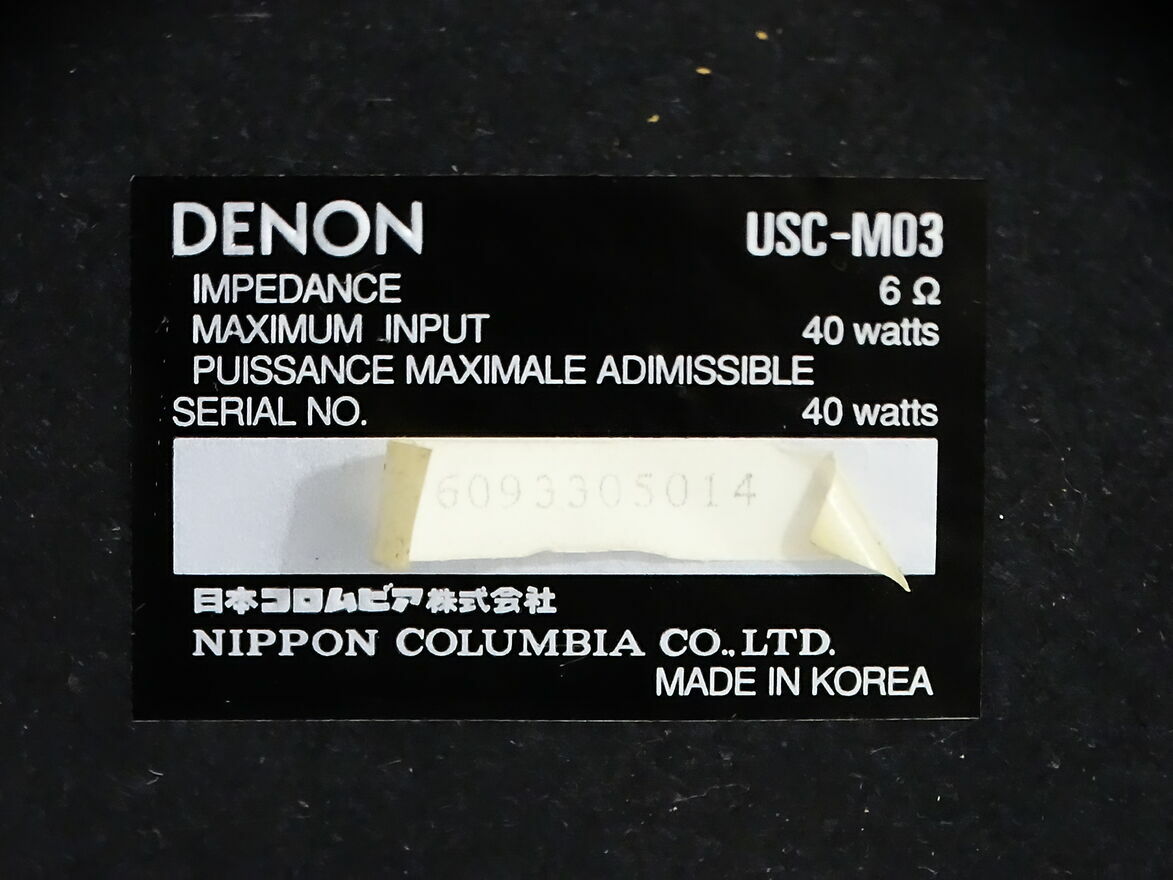 DENON USC-M03
IMPEDANCE 6 Ω
MAXIMUM INPUT 40 watts
PUISSANCE MAXIMALE ADIMISSIBLE
SERIAL NO. 40 watts
6093305014
日本コロムビア株式会社
NIPPON COLUMBIA CO., LTD.
MADE IN KOREA